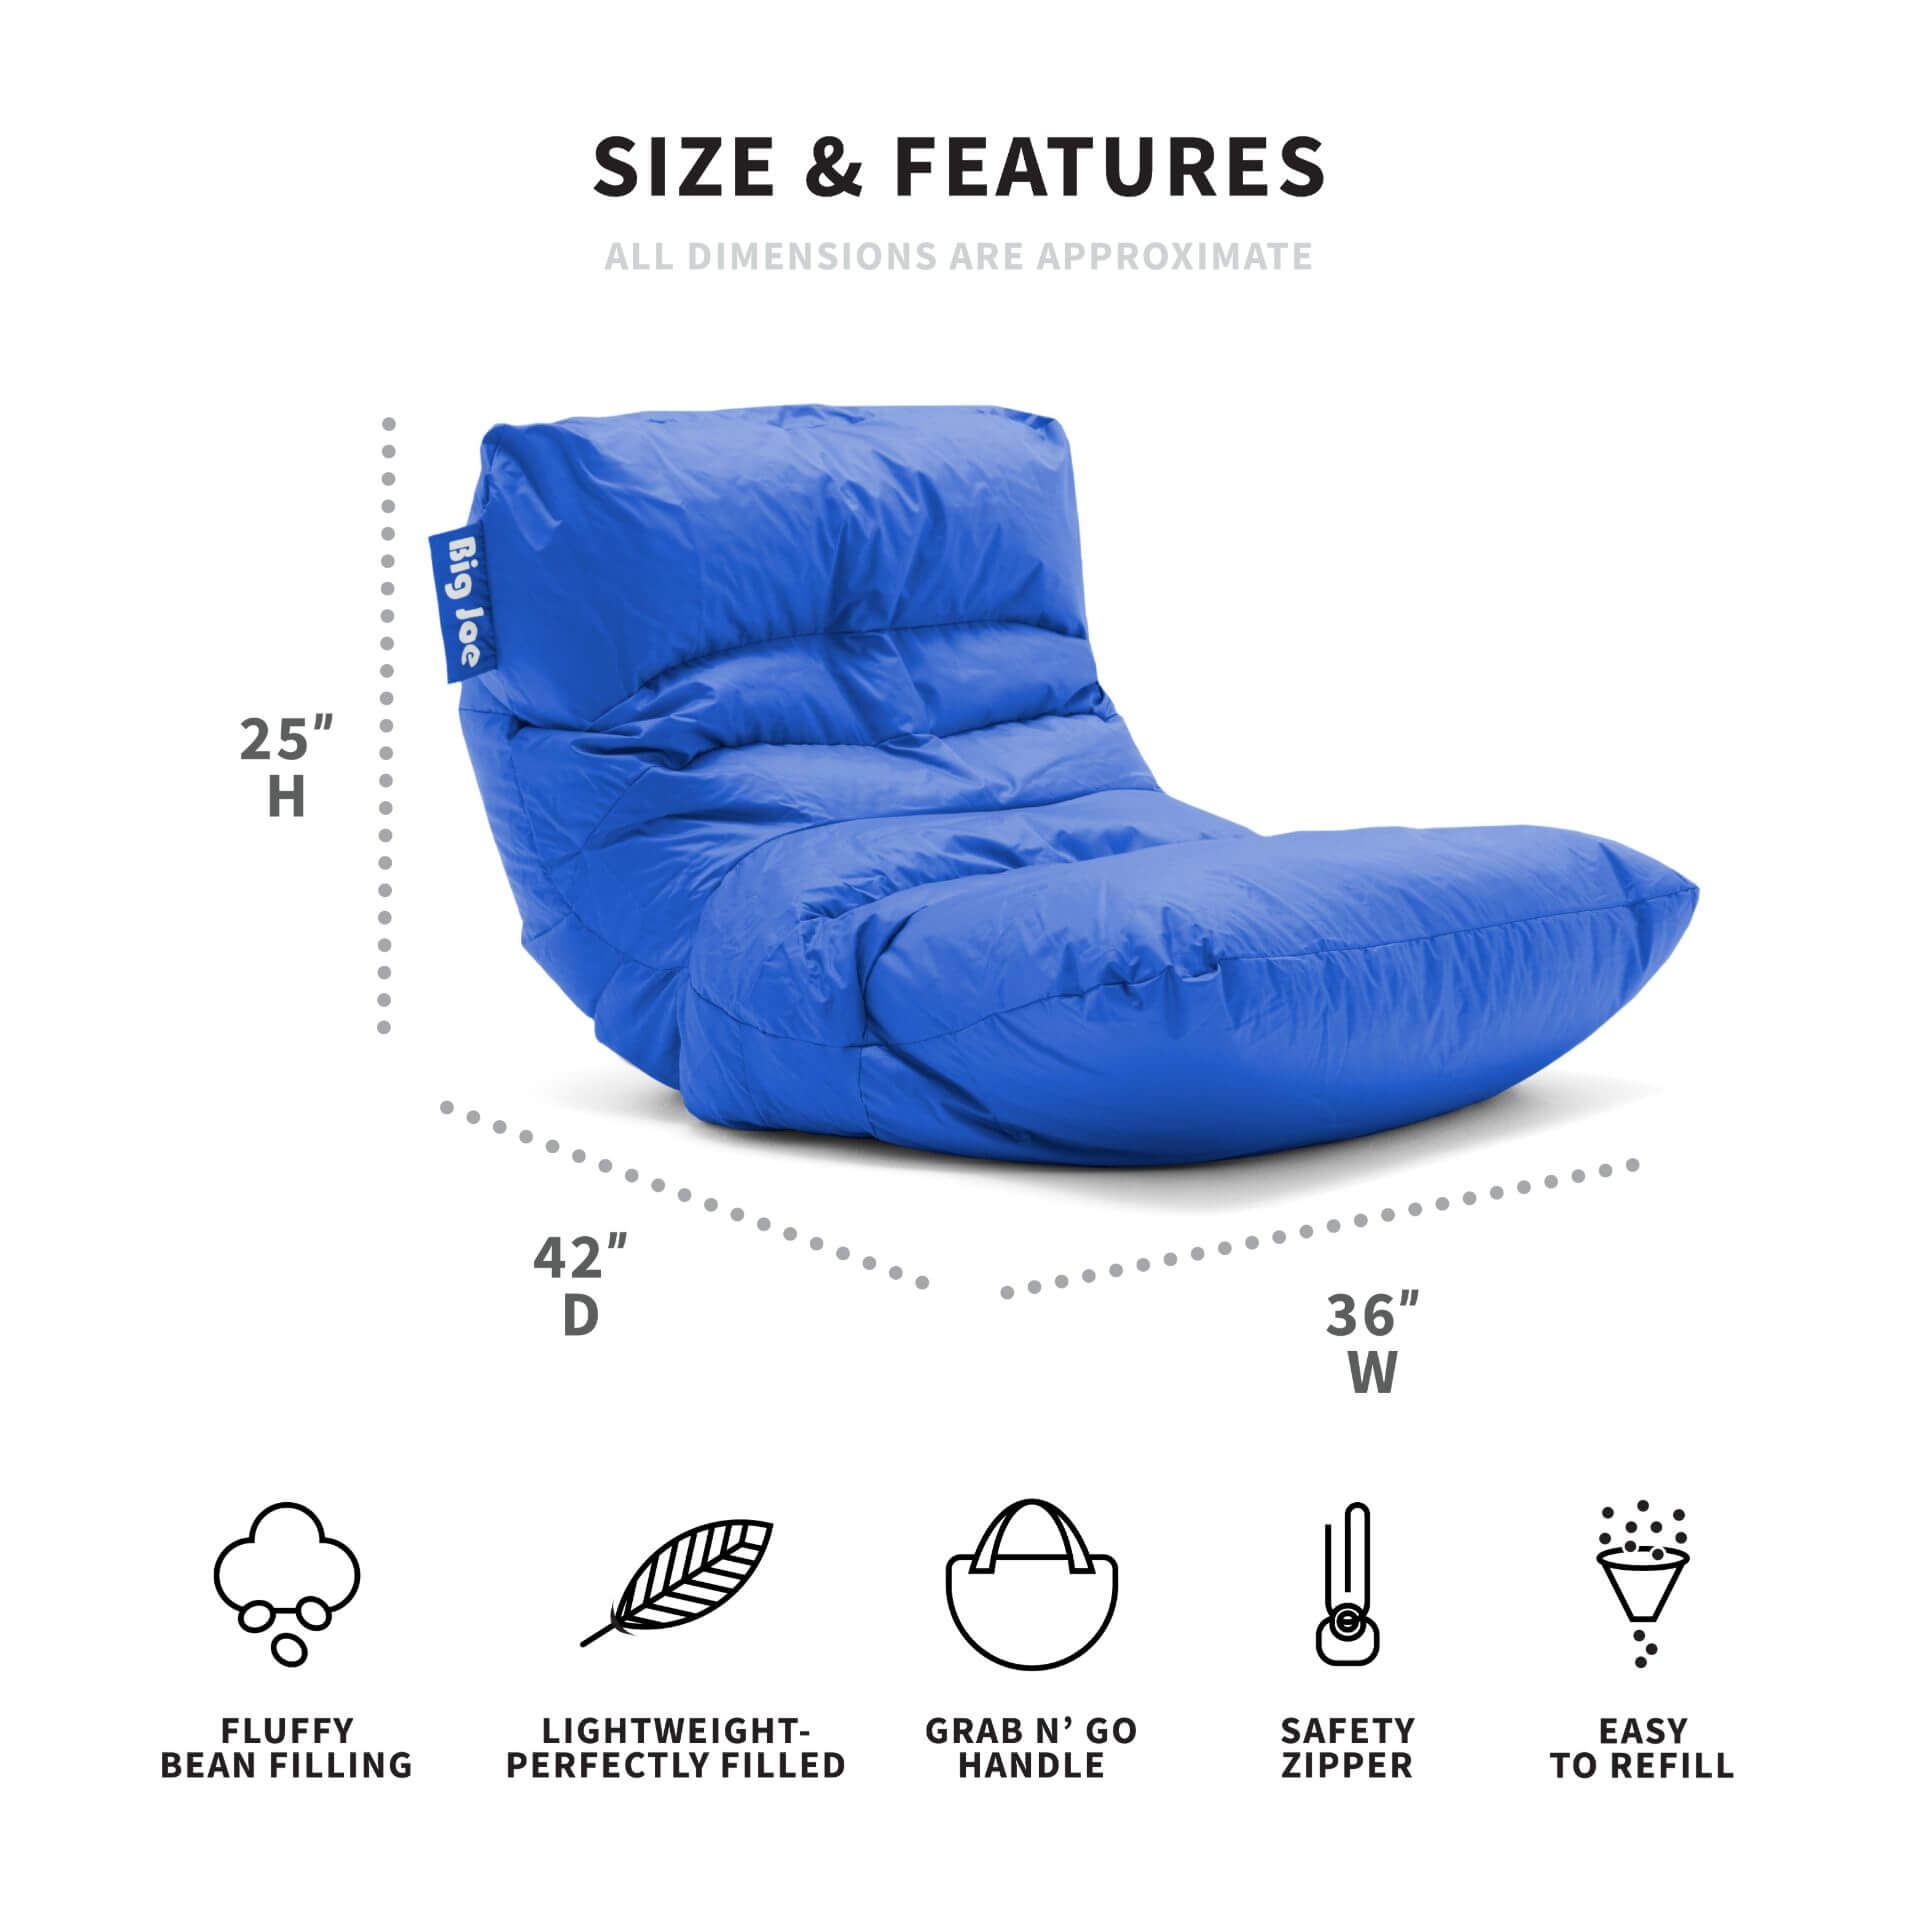 SIZE & FEATURES
ALL DIMENSIONS ARE APPROXIMATE
Big Joe
25"
H
42"
D
36"
W
FLUFFY
BEAN FILLING
LIGHTWEIGHT-
PERFECTLY FILLED
GRAB N’ GO
HANDLE
SAFETY
ZIPPER
EASY
TO REFILL